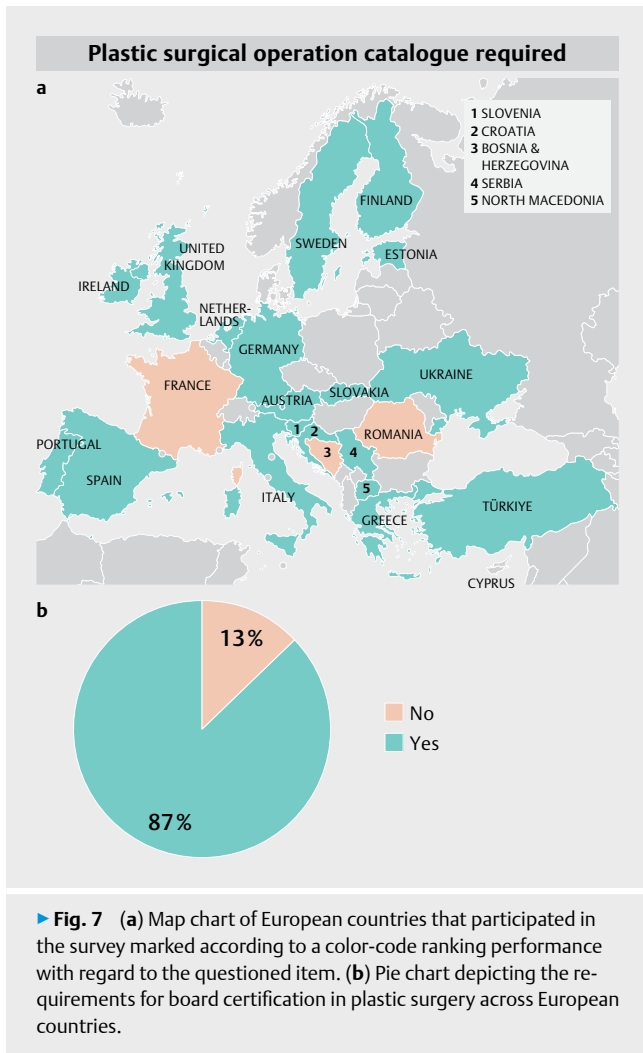 Plastic surgical operation catalogue required
a
1 SLOVENIA
2 CROATIA
3 BOSNIA &
HERZEGOVINA
4 SERBIA
5 NORTH MACEDONIA
FINLAND
SWEDEN
ESTONIA
UNITED
KINGDOM
IRELAND
NETHER-
LANDS
GERMANY
UKRAINE
FRANCE
SLOVAKIA
AUSTRIA
1
2
ROMANIA
PORTUGAL
3
4
SPAIN
5
ITALY
TÜRKIYE
GREECE
CYPRUS
b
13%
No
Yes
87%
► Fig. 7 (a) Map chart of European countries that participated in
the survey marked according to a color-code ranking performance
with regard to the questioned item. (b) Pie chart depicting the re-
quirements for board certification in plastic surgery across European
countries.